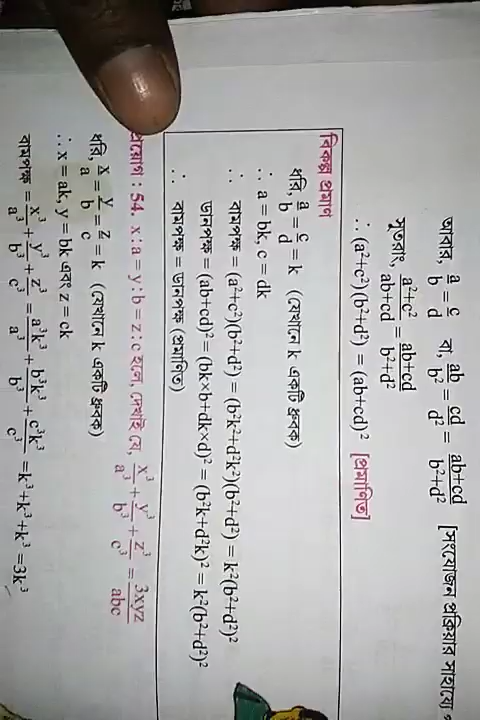 আবার, a/b = c/d বা, ab/b² = cd/d² = ab+cd/b²+d² [সংযোজন প্রক্রিয়ার সাহায্যে
সুতরাং, a²+c²/ab+cd = ab+cd/b²+d²
∴ (a²+c²)(b²+d²) = (ab+cd)² [প্রমাণিত]
বিকল্প প্রমাণ
ধরি, a/b = c/d = k ((যেখানে k একটি ধ্রুবক)
∴ a = bk, c = dk
∴ বামপক্ষ = (a²+c²)(b²+d²) = (b²k²+d²k²)(b²+d²) = k²(b²+d²)²
ডানপক্ষ = (ab+cd)² = (bk×b+dk×d)² = (b²k+d²k)² = k²(b²+d²)²
∴ বামপক্ষ = ডানপক্ষ (প্রমাণিত)
প্রয়োগ : 54. x : a = y : b = z : c হলে, দেখাই যে, x³/a³ + y³/b³ + z³/c³ = 3xyz/abc
ধরি, x/a = y/b = z/c = k ((যেখানে k একটি ধ্রুবক)
∴ x = ak, y = bk এবং z = ck
বামপক্ষ = x³/a³ + y³/b³ + z³/c³ = a³k³/a³ + b³k³/b³ + c³k³/c³ = k³ + k³ + k³ = 3k³